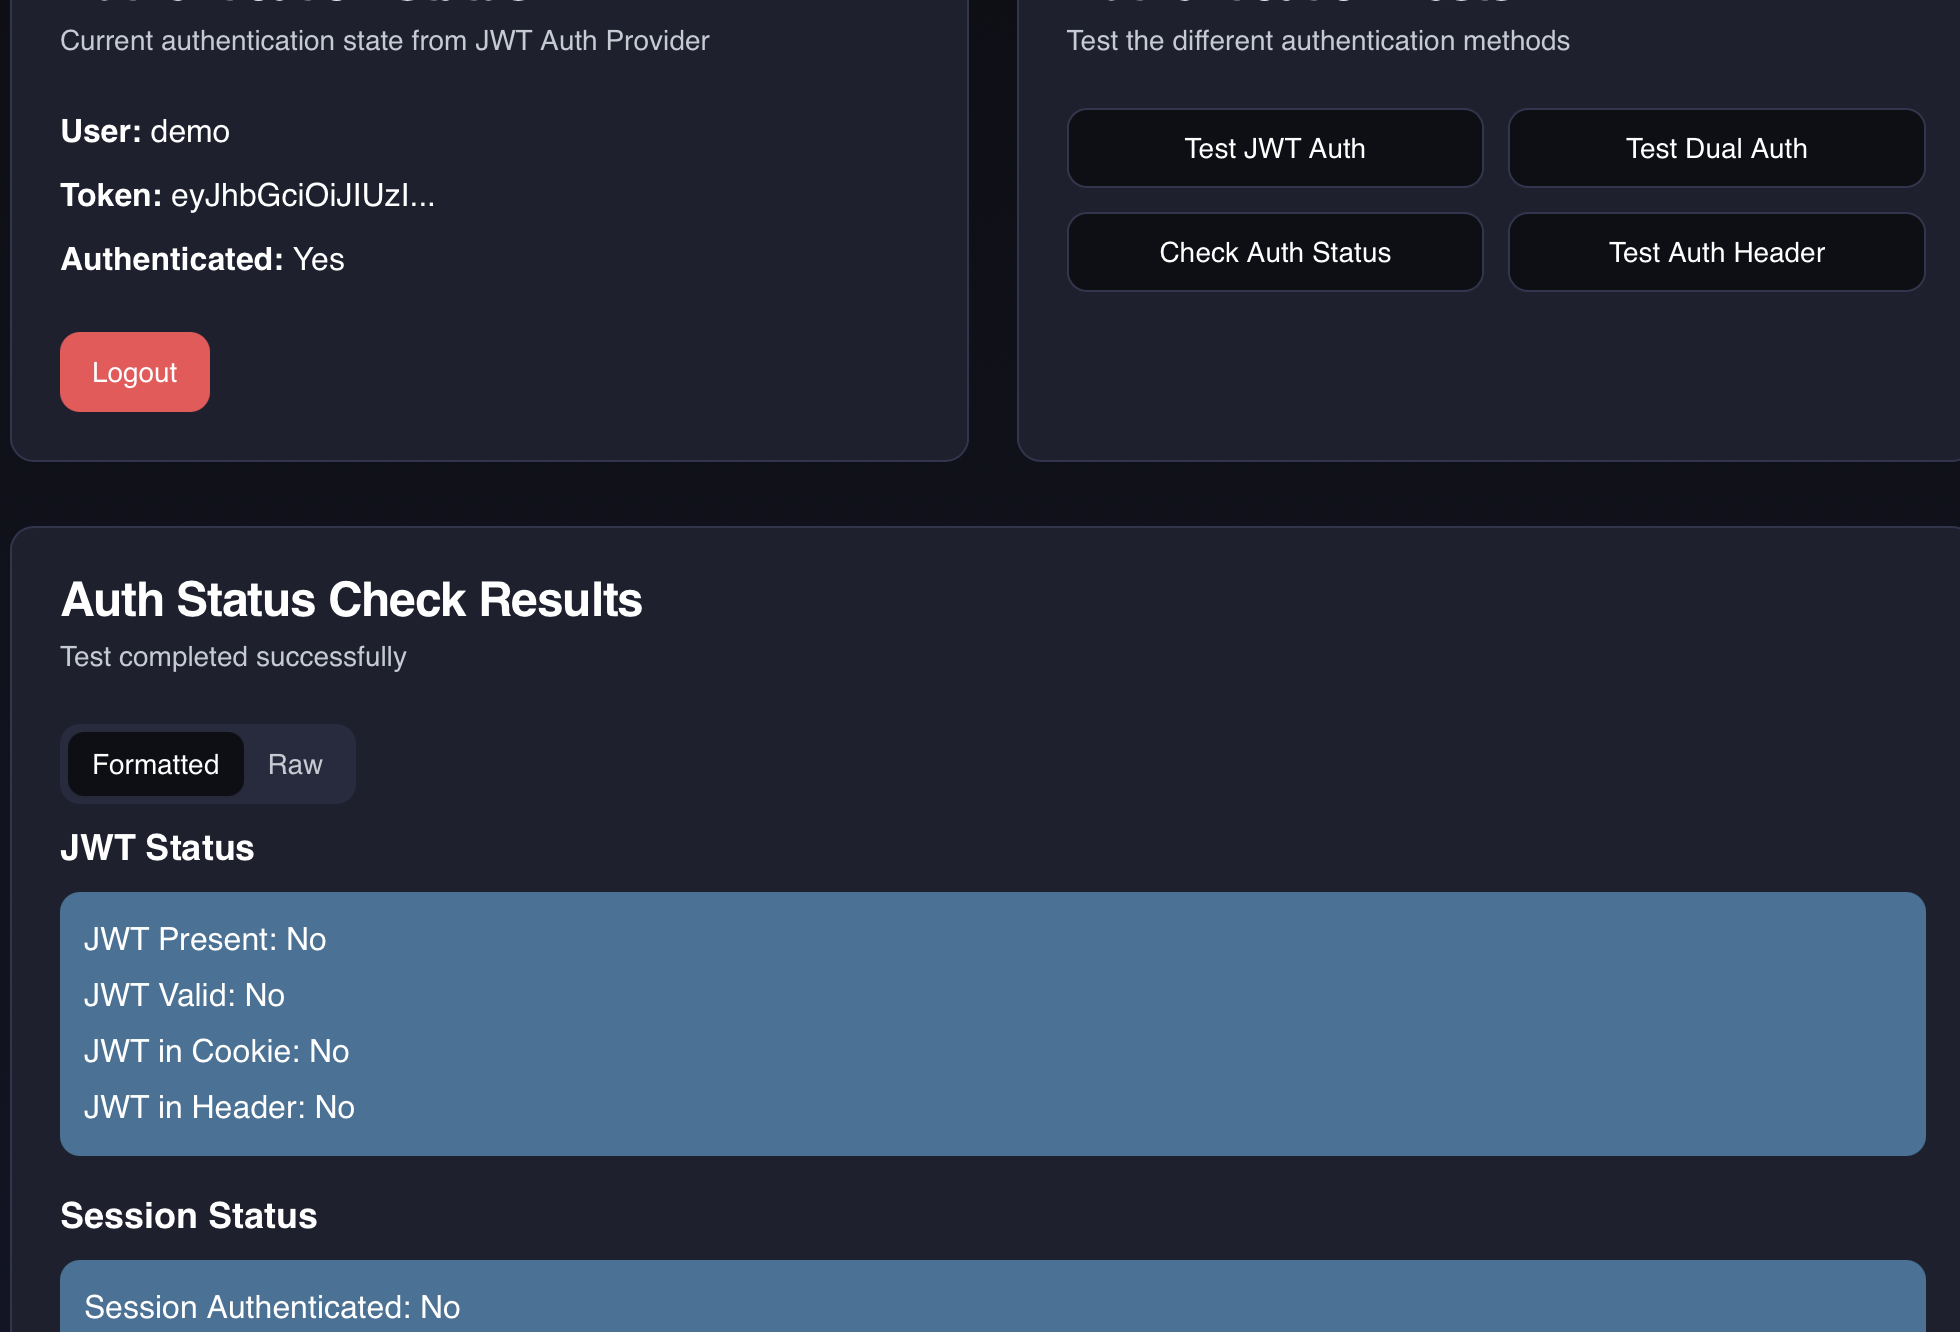 Current authentication state from JWT Auth Provider
User: demo
Token: eyJhbGciOiJIUzI...
Authenticated: Yes
Logout
Test the different authentication methods
Test JWT Auth
Test Dual Auth
Check Auth Status
Test Auth Header
Auth Status Check Results
Test completed successfully
Formatted
Raw
JWT Status
JWT Present: No
JWT Valid: No
JWT in Cookie: No
JWT in Header: No
Session Status
Session Authenticated: No